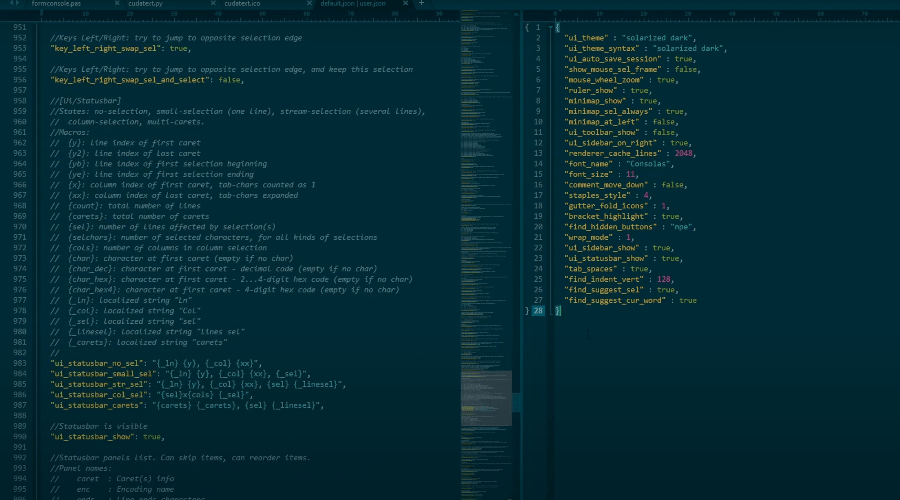 formconsole.pas
cudatext.py
cudatext.ico
default.json | user.json
951
952 //Keys Left/Right: try to jump to opposite selection edge
953 "key_left_right_swap_sel": true,
954
955 //Keys Left/Right: try to jump to opposite selection edge, and keep this selection
956 "key_left_right_swap_sel_and_select": false,
957
958 //[UI/Statusbar]
959 //States: no-selection, small-selection (one line), stream-selection (several lines),
960 // column-selection, multi-carets.
961 //Macros:
962 // {y}: line index of first caret
963 // {y2}: line index of last caret
964 // {yb}: line index of first selection beginning
965 // {ye}: line index of first selection ending
966 // {x}: column index of first caret, tab-chars counted as 1
967 // {xx}: column index of last caret, tab-chars expanded
968 // {count}: total number of lines
969 // {carets}: total number of carets
970 // {sel}: number of lines affected by selection(s)
971 // {selchars}: number of selected characters, for all kinds of selections
972 // {cols}: number of columns in column selection
973 // {char}: character at first caret (empty if no char)
974 // {char_dec}: character at first caret - decimal code (empty if no char)
975 // {char_hex}: character at first caret - 2...4-digit hex code (empty if no char)
976 // {char_hex4}: character at first caret - 4-digit hex code (empty if no char)
977 // {_ln}: localized string "Ln"
978 // {_col}: localized string "Col"
979 // {_sel}: localized string "sel"
980 // {_linesel}: localized string "lines sel"
981 // {_carets}: localized string "carets"
982 //
983 "ui_statusbar_no_sel": "{_ln} {y}, {_col} {xx}",
984 "ui_statusbar_small_sel": "{_ln} {y}, {_col} {xx}, {_sel}",
985 "ui_statusbar_str_sel": "{_ln} {y}, {_col} {xx}, {sel} {_linesel}",
986 "ui_statusbar_col_sel": "{sel}x{cols} {_sel}",
987 "ui_statusbar_carets": "{carets} {_carets}, {sel} {_linesel}",
988
989 //Statusbar is visible
990 "ui_statusbar_show": true,
991
992 //Statusbar panels list. Can skip items, can reorder items.
993 //Panel names:
994 // caret : Caret(s) info
995 // enc : Encoding name
{ 1 {
2 "ui_theme" : "solarized dark",
3 "ui_theme_syntax" : "solarized dark",
4 "ui_auto_save_session" : true,
5 "show_mouse_sel_frame" : false,
6 "mouse_wheel_zoom" : true,
7 "ruler_show" : true,
8 "minimap_show" : true,
9 "minimap_sel_always" : true,
10 "minimap_at_left" : false,
11 "ui_toolbar_show" : false,
12 "ui_sidebar_on_right" : true,
13 "renderer_cache_lines" : 2048,
14 "font_name" : "Consolas",
15 "font_size" : 11,
16 "comment_move_down" : false,
17 "staples_style" : 4,
18 "gutter_fold_icons" : 1,
19 "bracket_highlight" : true,
20 "find_hidden_buttons" : "mpe",
21 "wrap_mode" : 1,
22 "ui_sidebar_show" : true,
23 "ui_statusbar_show" : true,
24 "tab_spaces" : true,
25 "find_indent_vert" : 128,
26 "find_suggest_sel" : true,
27 "find_suggest_cur_word" : true
} 28 }